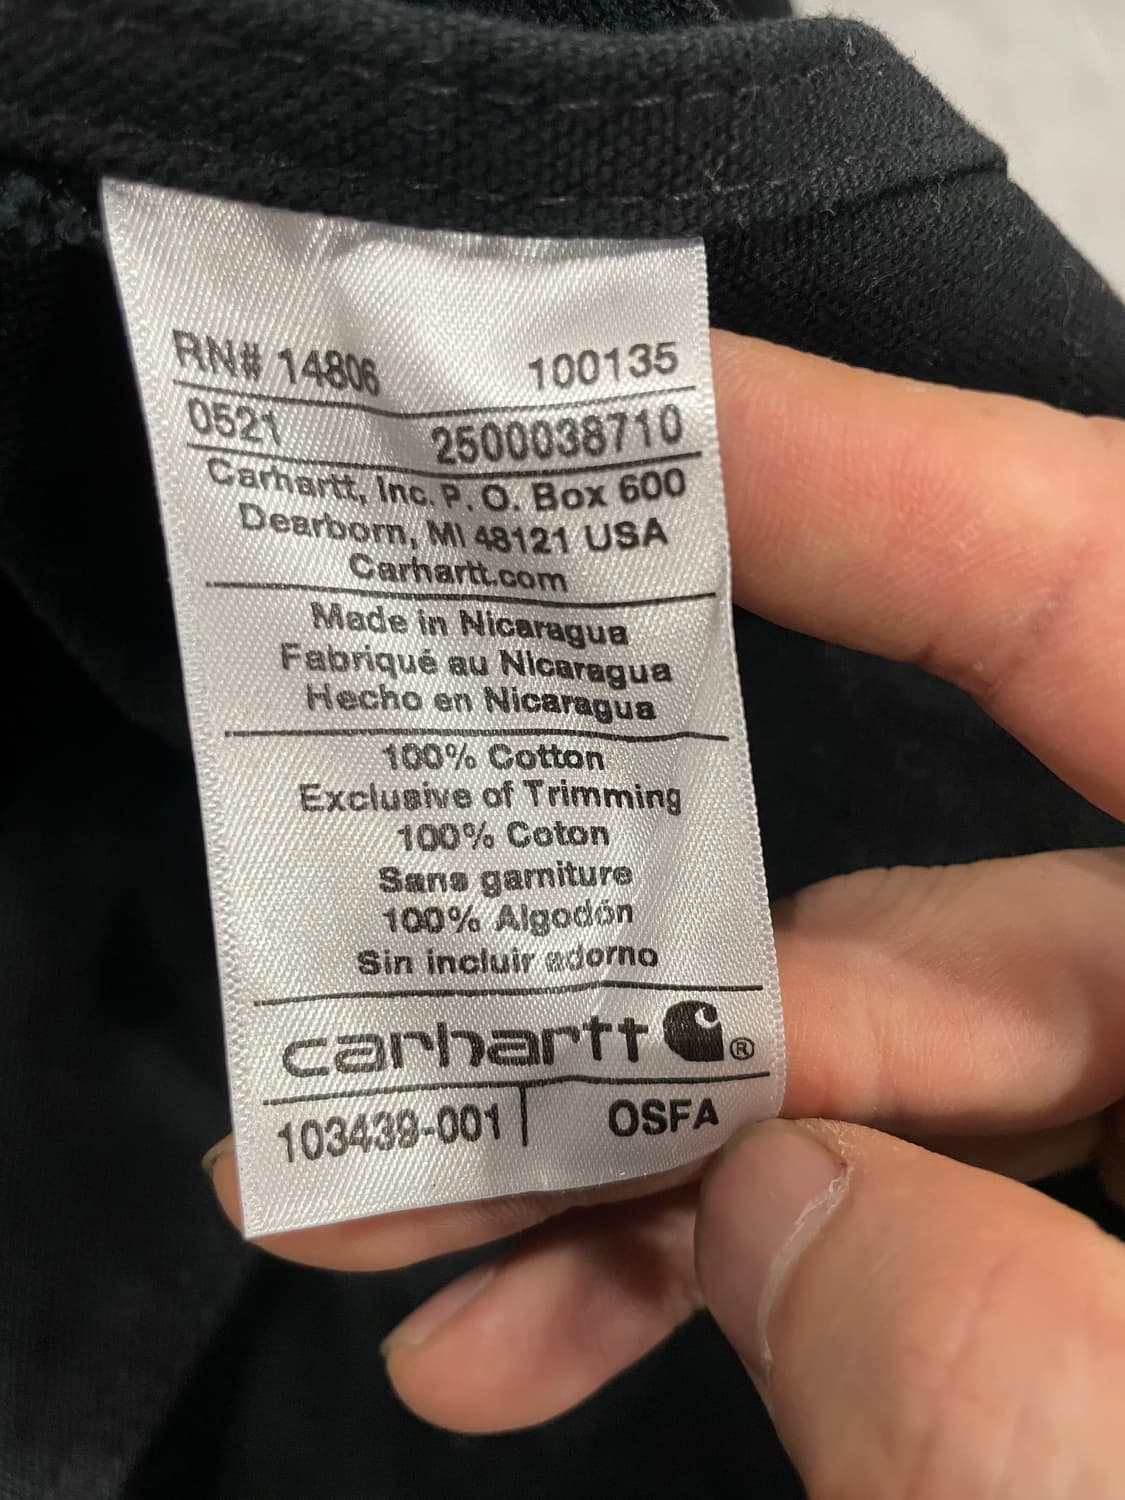 RN# 14806 100135
0521 2500038710
Carhartt, Inc. P. O. Box 600
Dearborn, MI 48121 USA
Carhartt.com
Made in Nicaragua
Fabriqué au Nicaragua
Hecho en Nicaragua
100% Cotton
Exclusive of Trimming
100% Coton
Sans garniture
100% Algodón
Sin incluir adorno
carhartt ®
103439-001 OSFA